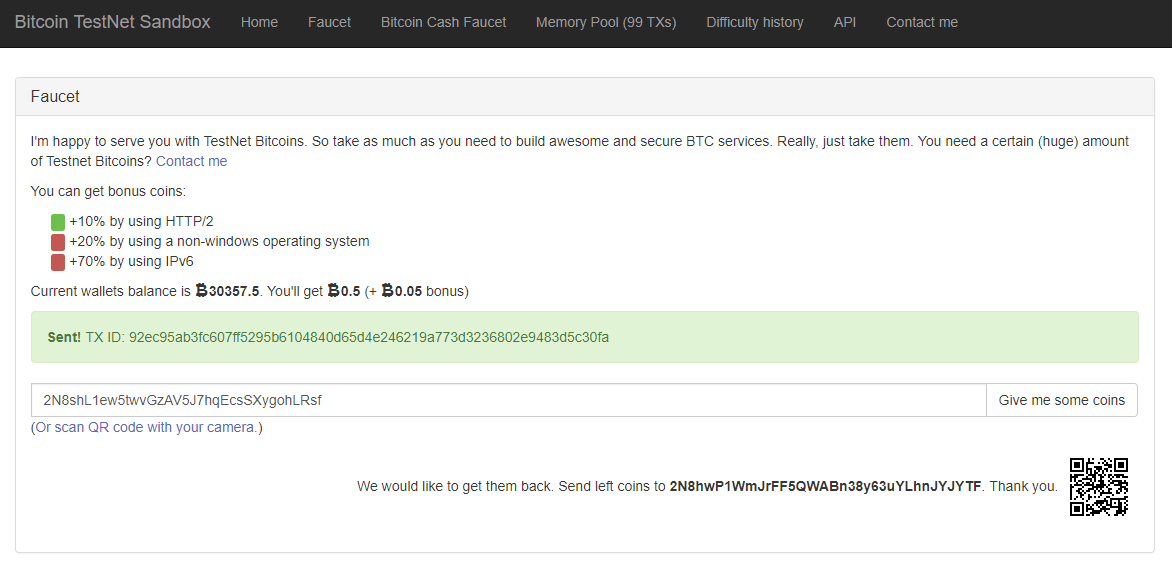 Bitcoin TestNet Sandbox Home Faucet Bitcoin Cash Faucet Memory Pool (99 TXs) Difficulty history API Contact me
Faucet
I'm happy to serve you with TestNet Bitcoins. So take as much as you need to build awesome and secure BTC services. Really, just take them. You need a certain (huge) amount
of Testnet Bitcoins? Contact me
You can get bonus coins:
+10% by using HTTP/2
+20% by using a non-windows operating system
+70% by using IPv6
Current wallets balance is ₿30357.5. You'll get ₿0.5 (+ ₿0.05 bonus)
Sent! TX ID: 92ec95ab3fc607ff5295b6104840d65d4e246219a773d3236802e9483d5c30fa
2N8shL1ew5twvGzAV5J7hqEcsSXygohLRsf Give me some coins
(Or scan QR code with your camera.)
We would like to get them back. Send left coins to 2N8hwP1WmJrFF5QWABn38y63uYLhnJYJYTF. Thank you.